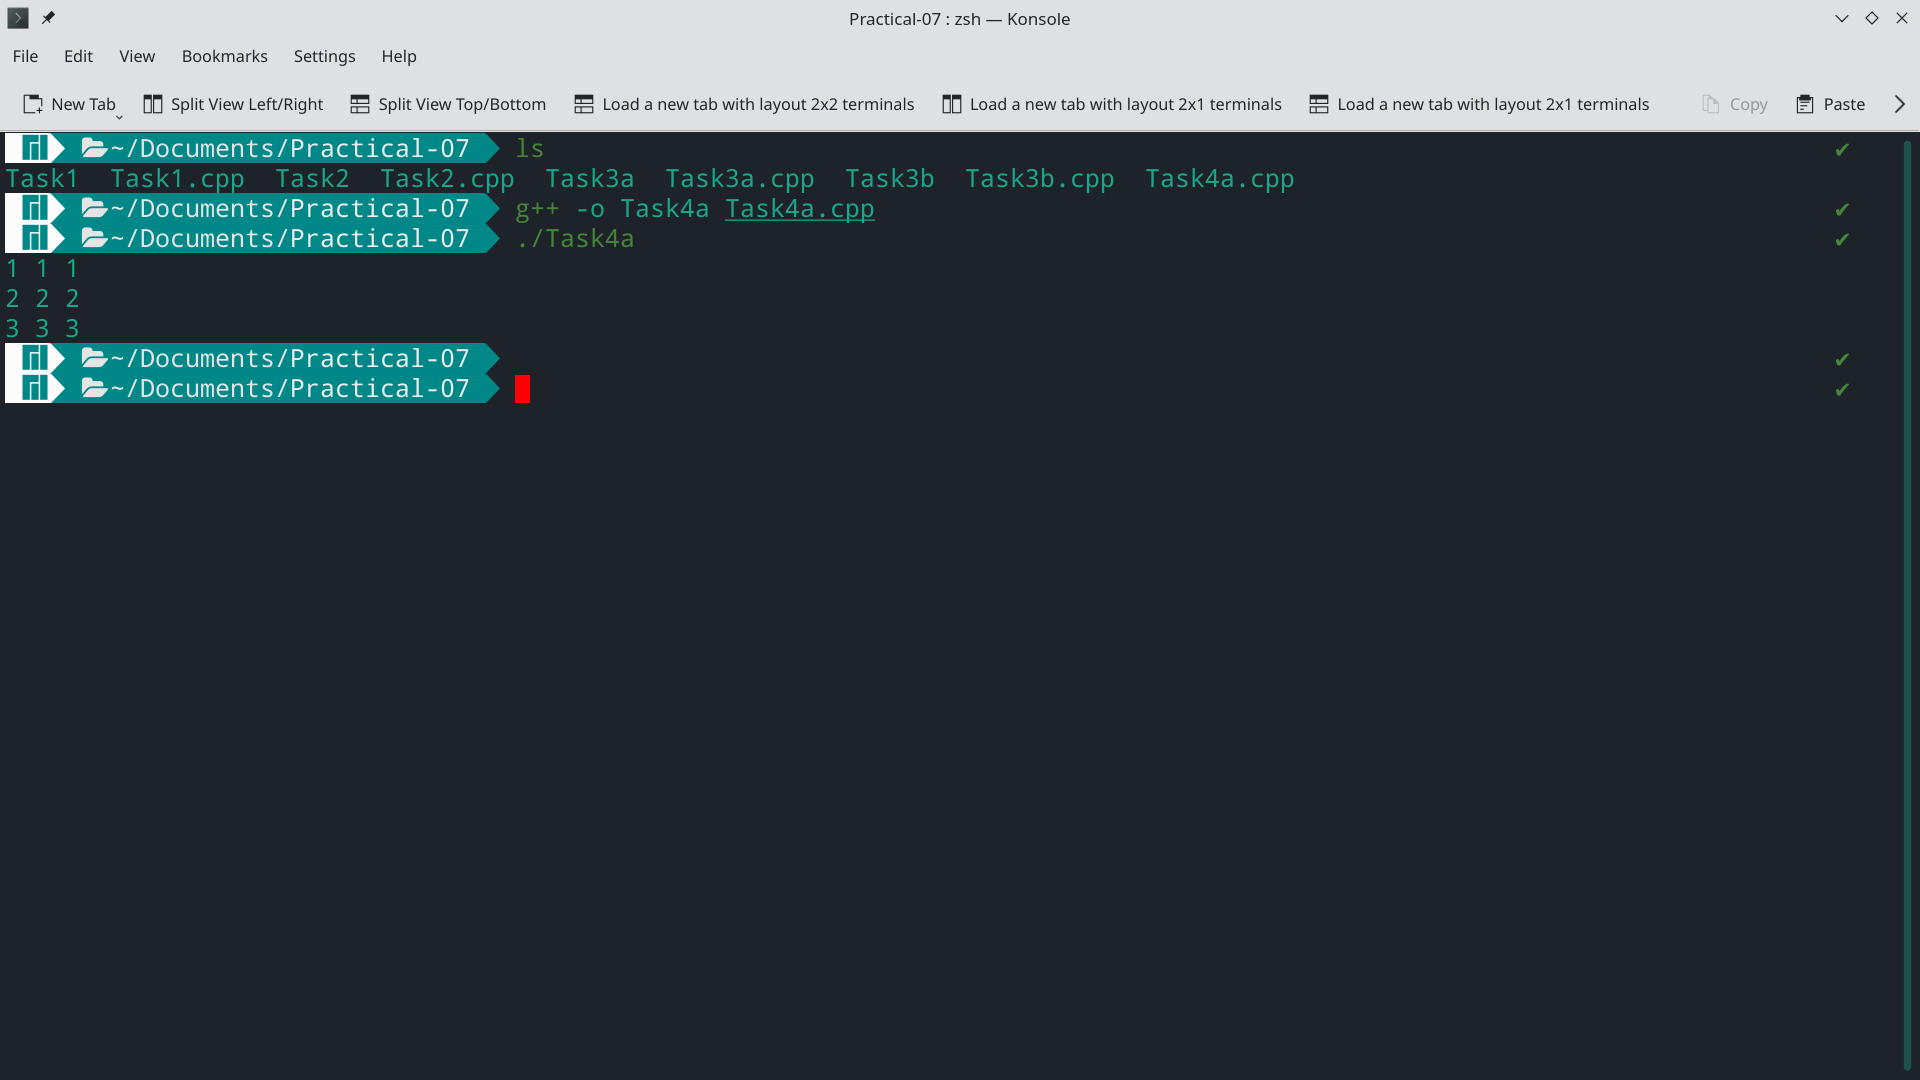 Practical-07 : zsh — Konsole
File Edit View Bookmarks Settings Help
New Tab Split View Left/Right Split View Top/Bottom Load a new tab with layout 2x2 terminals Load a new tab with layout 2x1 terminals Load a new tab with layout 2x1 terminals Copy Paste
~/Documents/Practical-07 ls ✔
Task1 Task1.cpp Task2 Task2.cpp Task3a Task3a.cpp Task3b Task3b.cpp Task4a.cpp
~/Documents/Practical-07 g++ -o Task4a Task4a.cpp ✔
~/Documents/Practical-07 ./Task4a ✔
1 1 1
2 2 2
3 3 3
~/Documents/Practical-07 ✔
~/Documents/Practical-07 ✔